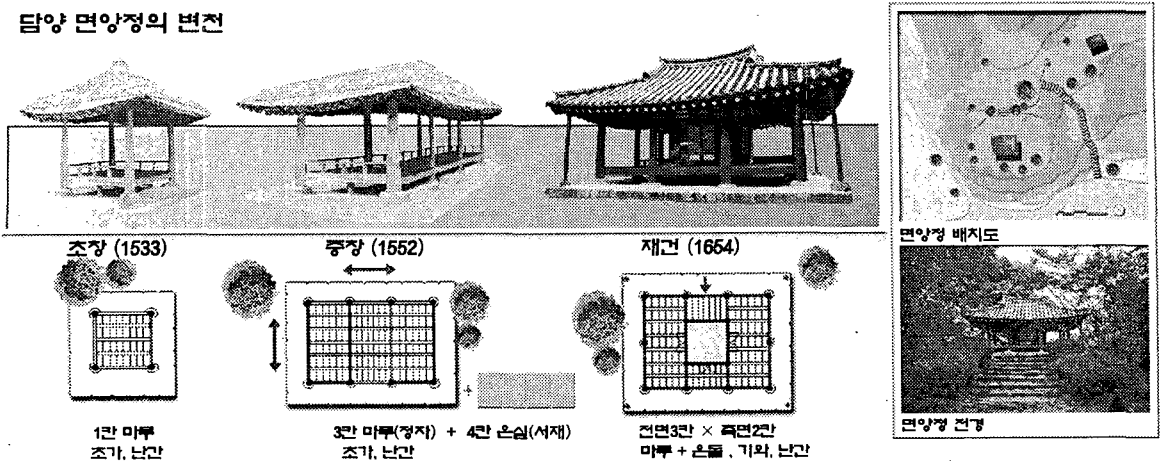 담양 면앙정의 변천
초창 (1533)
중창 (1552)
재건 (1654)
1칸 마루
초가, 난간
3칸 마루(정자) + 4칸 온실(서재)
초가, 난간
전면3칸 × 측면2칸
마루 + 온돌 , 기와, 난간
면앙정 배치도
면앙정 전경